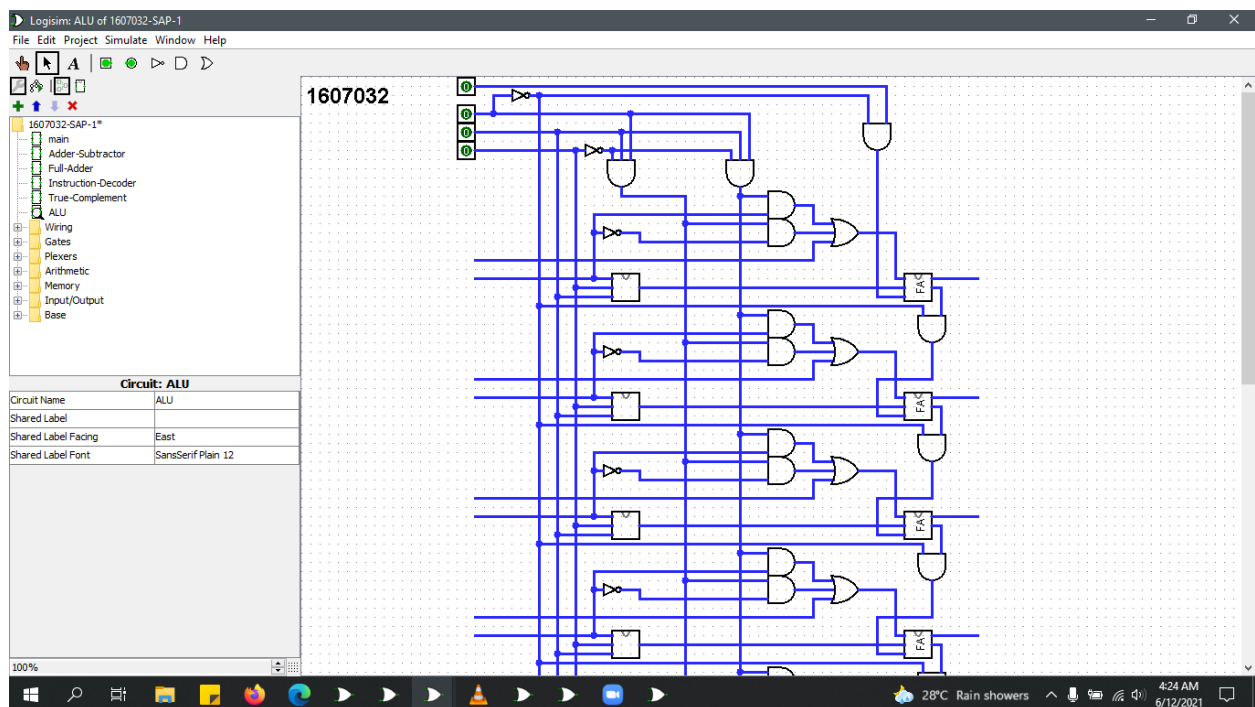 Logisim: ALU of 1607032-SAP-1
File Edit Project Simulate Window Help
A
1607032-SAP-1*
main
Adder-Subtractor
Full-Adder
Instruction-Decoder
True-Complement
ALU
Wiring
Gates
Plexers
Arithmetic
Memory
Input/Output
Base
Circuit: ALU
Circuit Name ALU
Shared Label
Shared Label Facing East
Shared Label Font SansSerif Plain 12
100%
1607032
0
0
0
0
FA
FA
FA
FA
28°C Rain showers
4:24 AM
6/12/2021